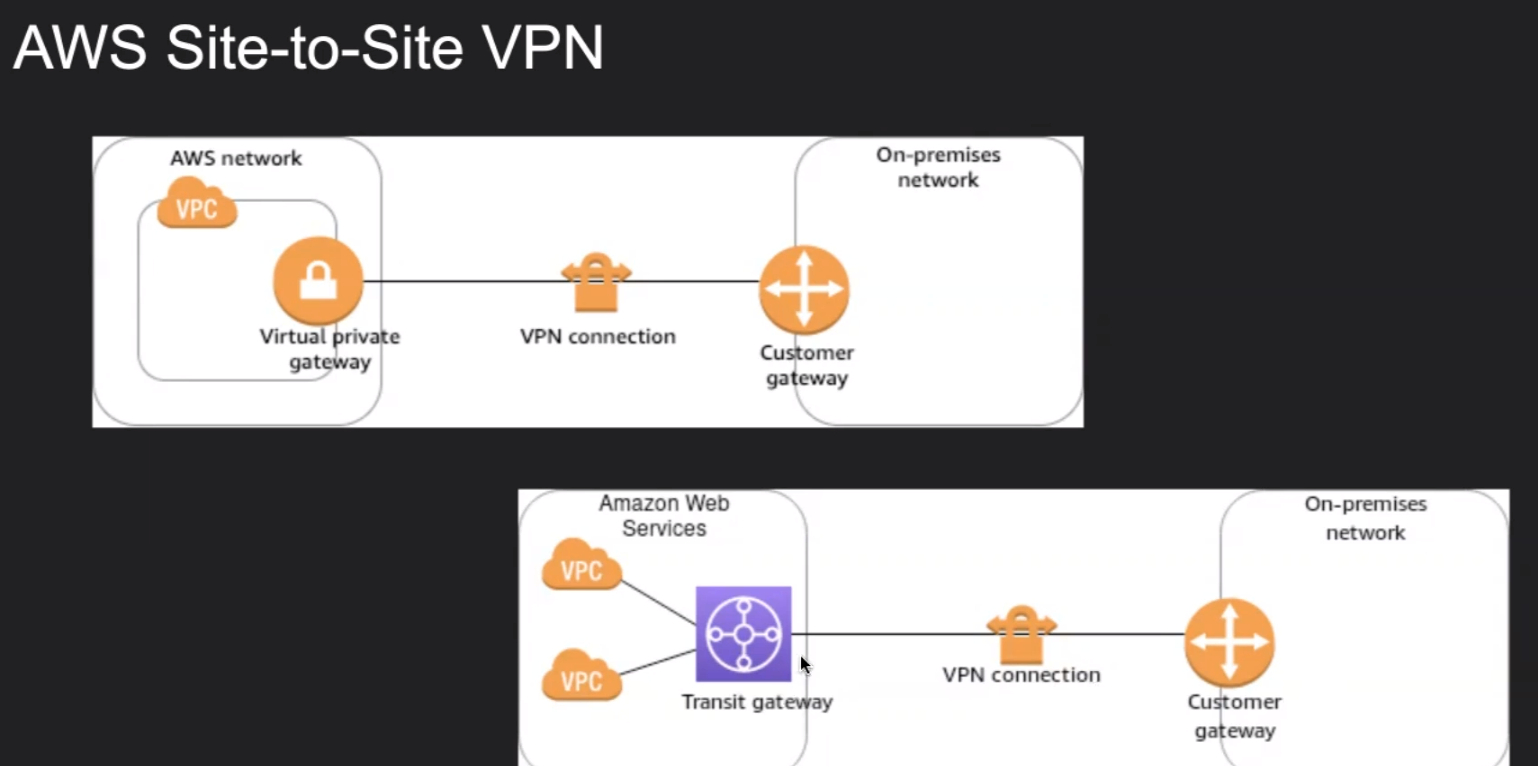 AWS Site-to-Site VPN
AWS network
VPC
Virtual private
gateway
VPN connection
Customer
gateway
On-premises
network
Amazon Web
Services
VPC
VPC
Transit gateway
VPN connection
Customer
gateway
On-premises
network